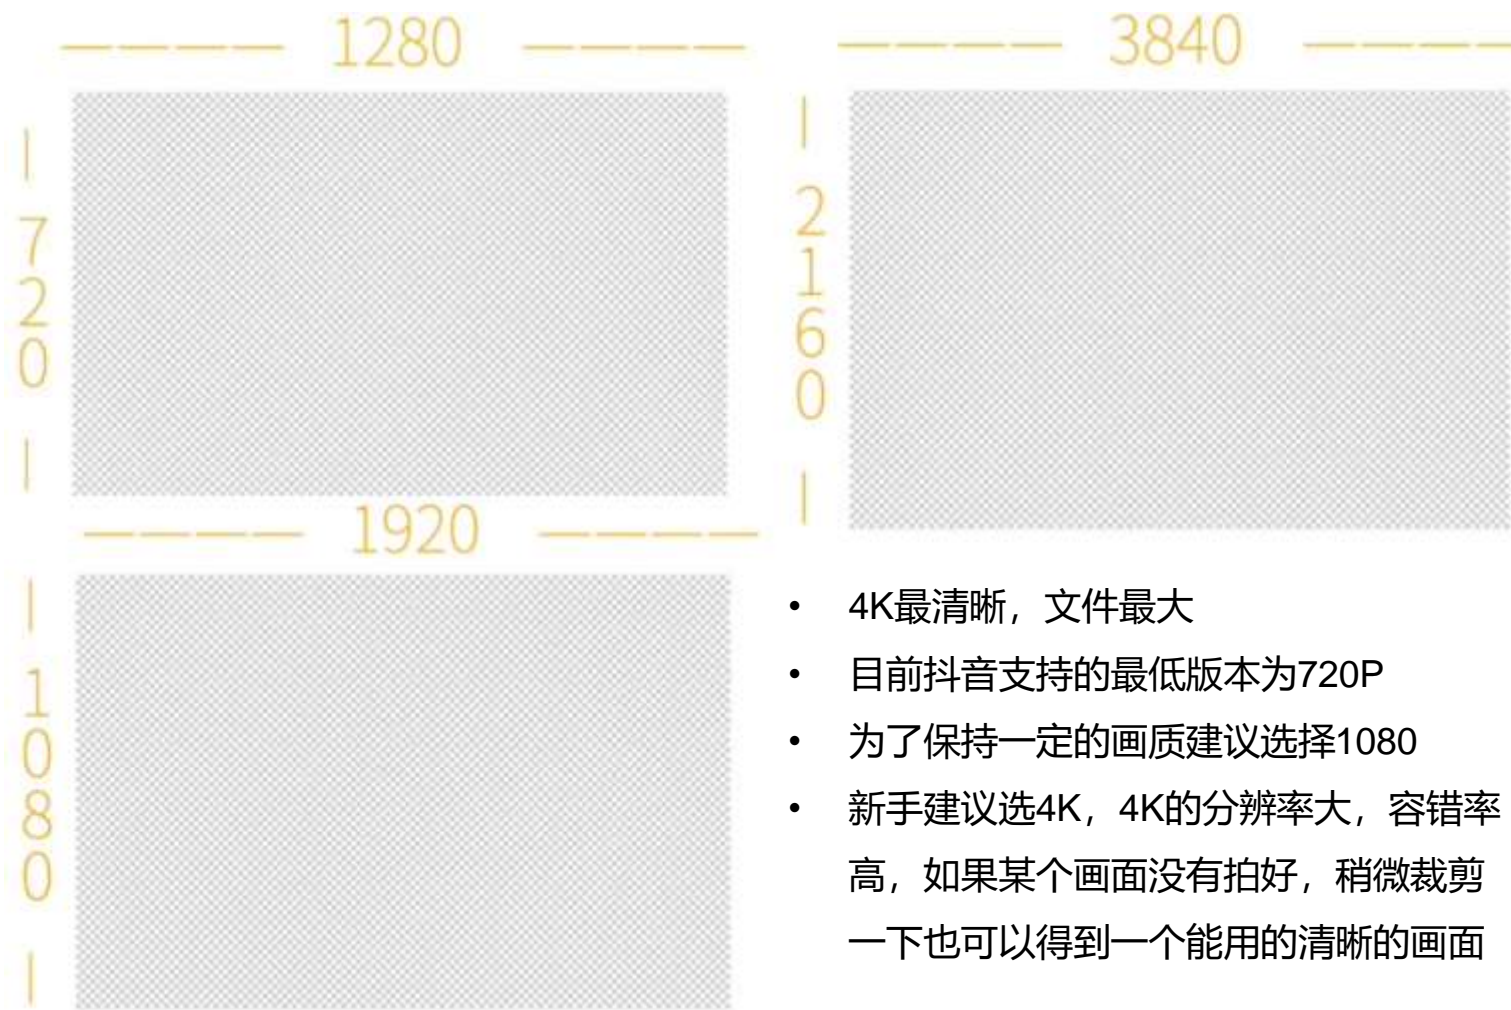 1280
720
3840
2160
1920
1080
• 4K最清晰，文件最大
• 目前抖音支持的最低版本为720P
• 为了保持一定的画质建议选择1080
• 新手建议选4K，4K的分辨率大，容错率
高，如果某个画面没有拍好，稍微裁剪
一下也可以得到一个能用的清晰的画面